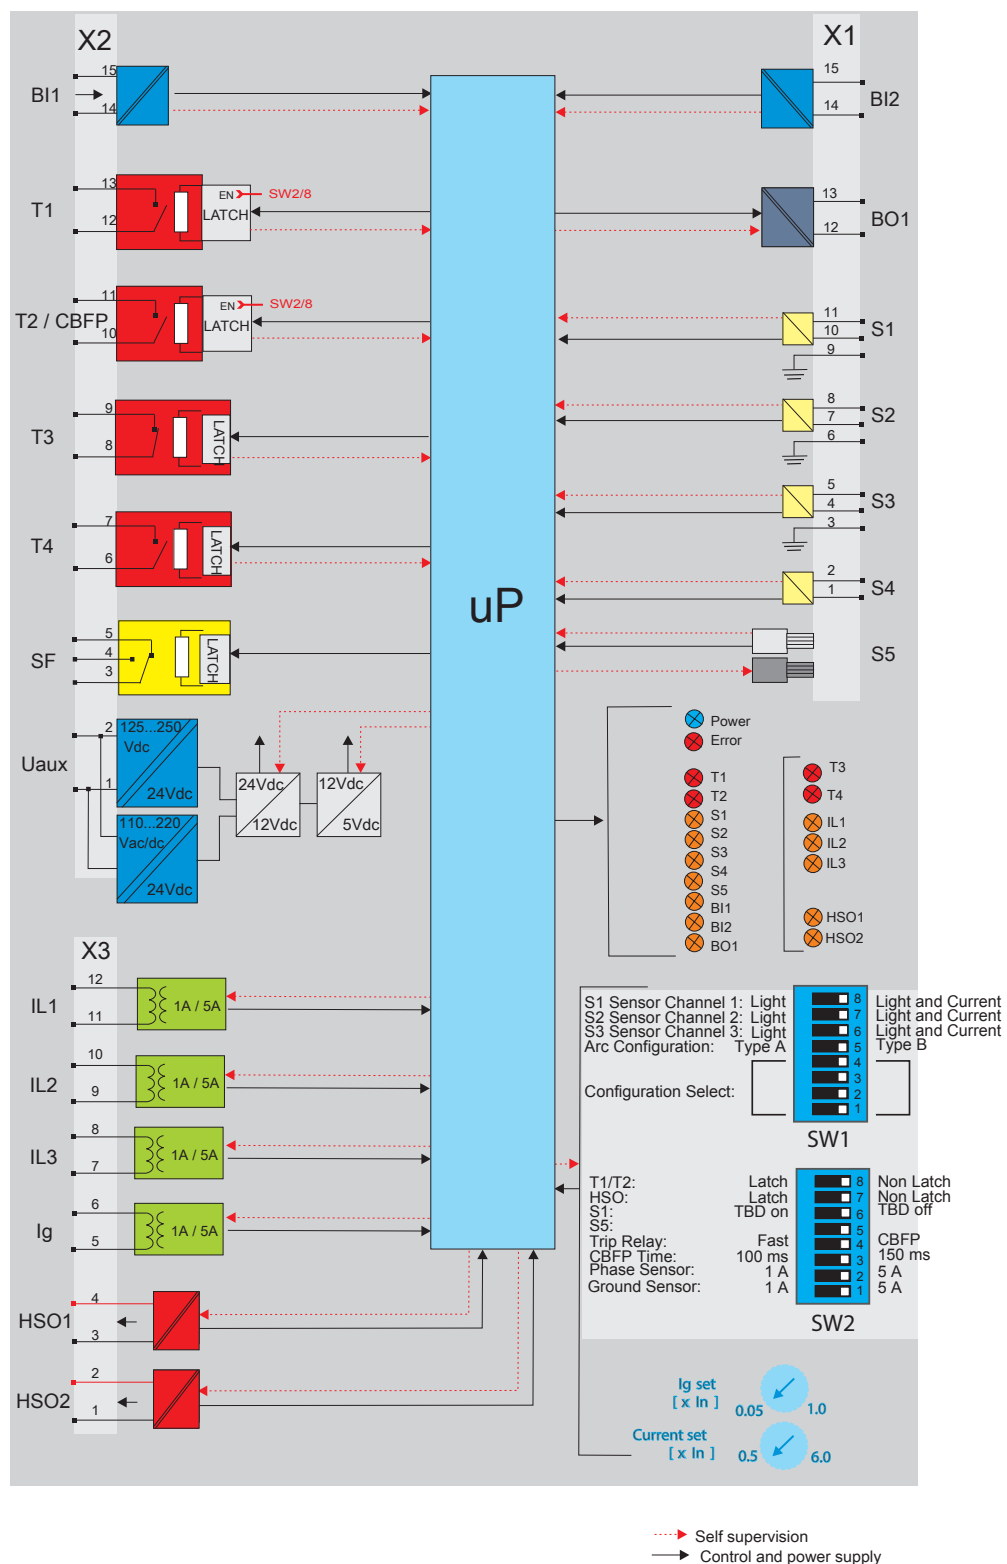 X2
X1
BI1
15
14
15
14
BI2
T1
13
12
EN
SW2/8
LATCH
13
12
BO1
T2 / CBFP
11
10
EN
SW2/8
LATCH
11
10
9
S1
T3
9
8
LATCH
8
7
6
S2
T4
7
6
LATCH
5
4
3
S3
2
1
S4
uP
SF
5
4
3
LATCH
S5
Uaux
2
1
125...250
Vdc
24Vdc
110...220
Vac/dc
24Vdc
24Vdc
12Vdc
12Vdc
5Vdc
Power
Error
T1
T2
S1
S2
S3
S4
S5
BI1
BI2
BO1
T3
T4
IL1
IL2
IL3
HSO1
HSO2
X3
IL1
12
11
1A / 5A
IL2
10
9
1A / 5A
IL3
8
7
1A / 5A
Ig
6
5
1A / 5A
HSO1
4
3
HSO2
2
1
S1 Sensor Channel 1: Light 8 Light and Current
S2 Sensor Channel 2: Light 7 Light and Current
S3 Sensor Channel 3: Light 6 Light and Current
Arc Configuration: Type A 5 Type B
4
3
Configuration Select: 2
1
SW1
T1/T2: Latch 8 Non Latch
HSO: Latch 7 Non Latch
S1: TBD on 6 TBD off
S5: 5
Trip Relay: Fast 4 CBFP
CBFP Time: 100 ms 3 150 ms
Phase Sensor: 1 A 2 5 A
Ground Sensor: 1 A 1 5 A
SW2
Ig set
[ x In ]
0.05
1.0
Current set
[ x In ]
0.5
6.0
Self supervision
Control and power supply